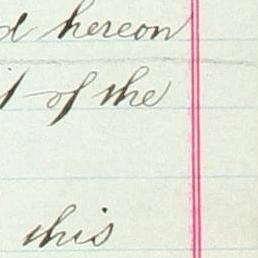 d hereon
t of the
this